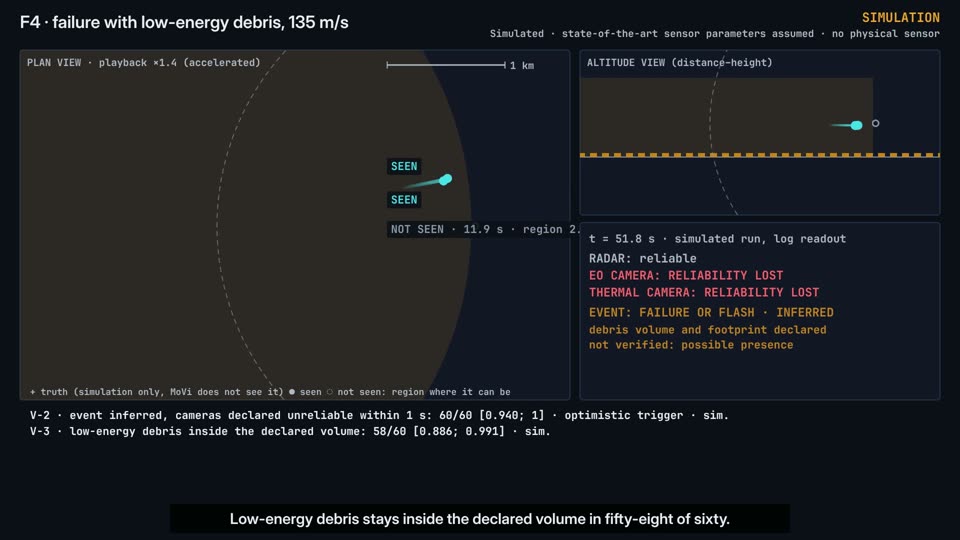 F4 · failure with low-energy debris, 135 m/s
SIMULATION
Simulated · state-of-the-art sensor parameters assumed · no physical sensor
PLAN VIEW · playback ×1.4 (accelerated)
1 km
SEEN
SEEN
NOT SEEN · 11.9 s · region 2.
+ truth (simulation only, MoVi does not see it) ● seen ◌ not seen: region where it can be
ALTITUDE VIEW (distance-height)
t = 51.8 s · simulated run, log readout
RADAR: reliable
EO CAMERA: RELIABILITY LOST
THERMAL CAMERA: RELIABILITY LOST
EVENT: FAILURE OR FLASH · INFERRED
debris volume and footprint declared
not verified: possible presence
V-2 · event inferred, cameras declared unreliable within 1 s: 60/60 [0.940; 1] · optimistic trigger · sim.
V-3 · low-energy debris inside the declared volume: 58/60 [0.886; 0.991] · sim.
Low-energy debris stays inside the declared volume in fifty-eight of sixty.